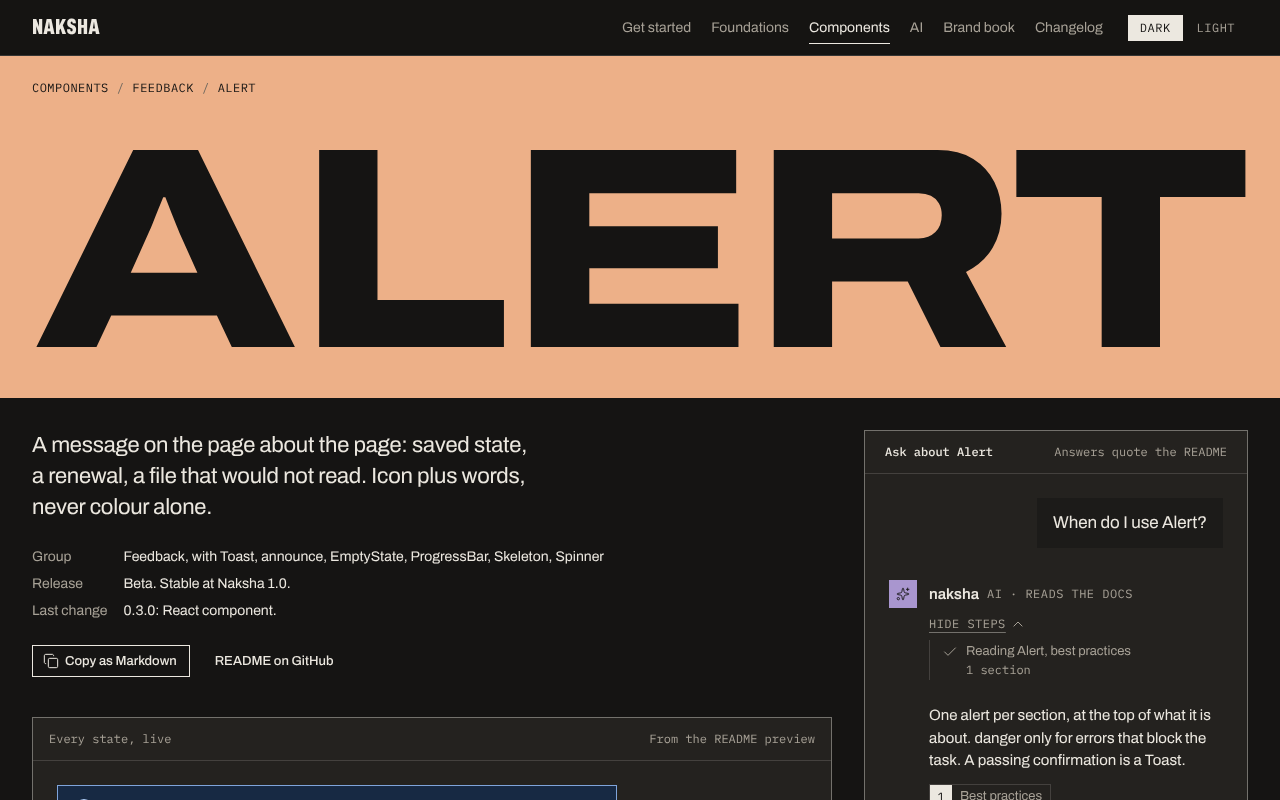 NAKSHA
Get started
Foundations
Components
AI
Brand book
Changelog
DARK
LIGHT
COMPONENTS / FEEDBACK / ALERT
ALERT
A message on the page about the page: saved state,
a renewal, a file that would not read. Icon plus words,
never colour alone.
Group Feedback, with Toast, announce, EmptyState, ProgressBar, Skeleton, Spinner
Release Beta. Stable at Naksha 1.0.
Last change 0.3.0: React component.
Copy as Markdown
README on GitHub
Every state, live
From the README preview
Ask about Alert
Answers quote the README
When do I use Alert?
naksha AI · READS THE DOCS
HIDE STEPS
Reading Alert, best practices
1 section
One alert per section, at the top of what it is
about. danger only for errors that block the
task. A passing confirmation is a Toast.
1 Best practices